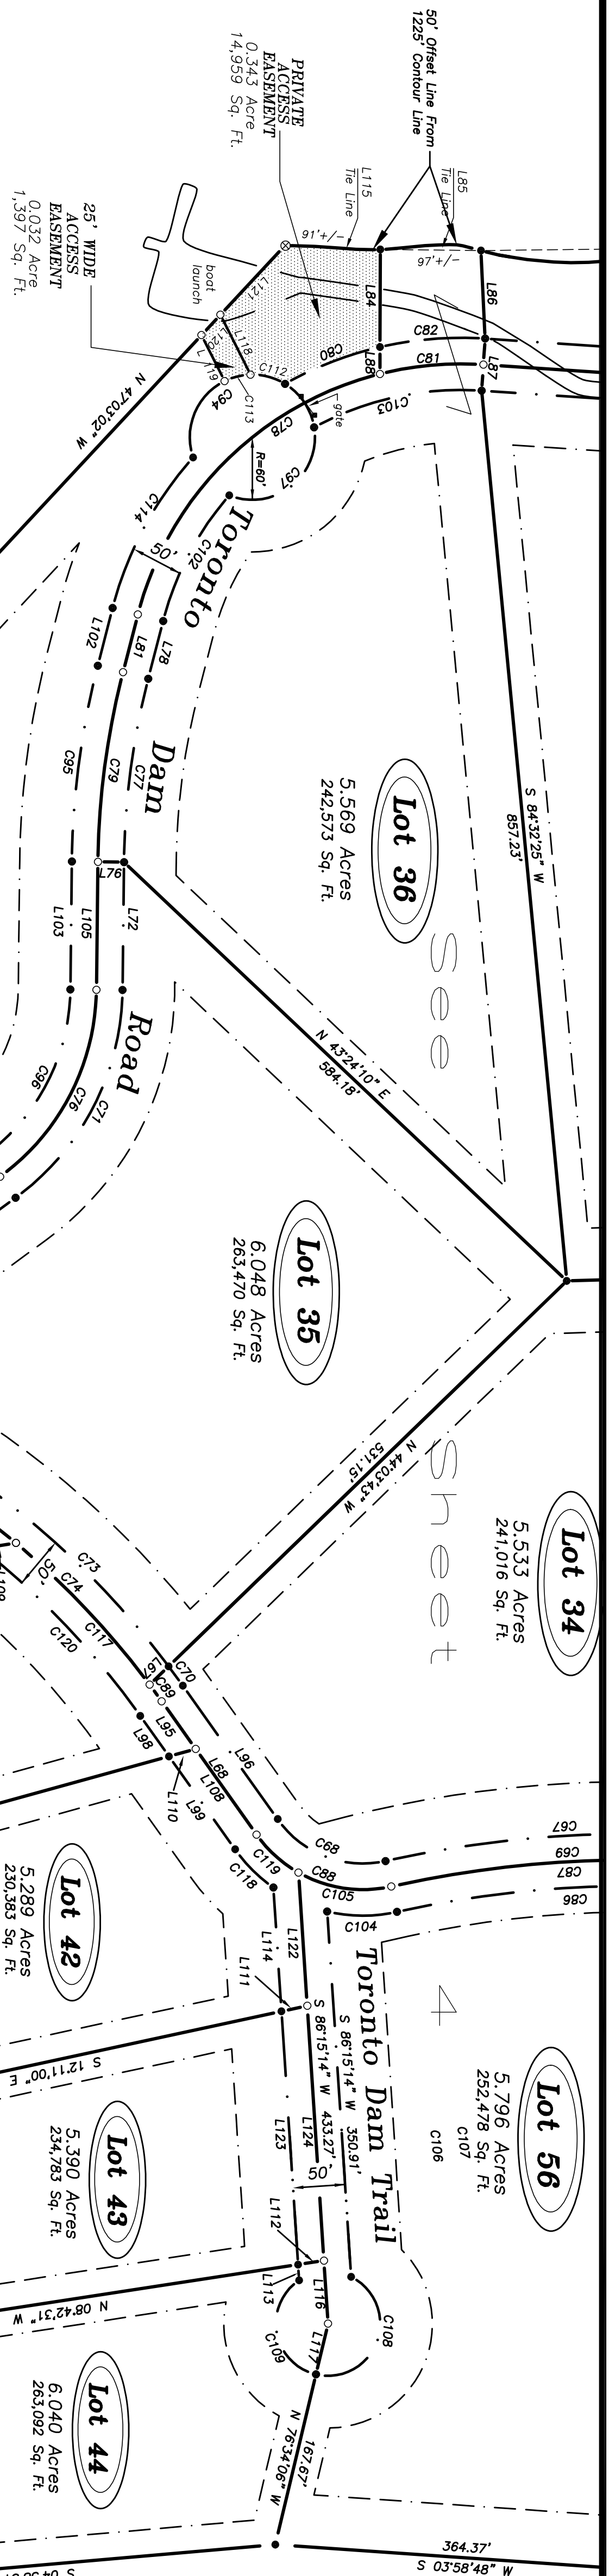 50' Offset Line From
1225' Contour Line
L85
Tie Line
L115
Tie Line
PRIVATE
ACCESS
EASEMENT
0.343 Acre
14,959 Sq. Ft.
25' WIDE
ACCESS
EASEMENT
0.032 Acre
1,397 Sq. Ft.
91'+/-
97'+/-
L84
L86
L87
L88
C82
C81
C80
L121
boat
launch
L120
L118
L 119
C112
C113
C94
gate
C103
C78
C97
R=60'
N 47°03'02" W
C114
C102
50'
Toronto
Dam
Road
L102
L81
L78
C95
C79
C77
L76
L72
L105
L103
C96
C76
C71
S 84°32'25" W
857.23'
Lot 36
5.569 Acres
242,573 Sq. Ft.
See
Sheet
4
N 43°24'10" E
584.18'
Lot 35
6.048 Acres
263,470 Sq. Ft.
N 44°03'43" W
531.15'
Lot 34
5.533 Acres
241,016 Sq. Ft.
50'
C73
C74
C117
C120
C70
L97
C89
L95
L98
L68
L108
L96
L110
L99
C68
C119
C88
C118
C67
C69
C87
C86
C105
C104
L122
L114
L111
Toronto Dam Trail
S 86°15'14" W 350.91'
S 86°15'14" W 433.27'
L124
L123
50'
L112
L113
L116
L117
C108
C109
C107
C106
Lot 56
5.796 Acres
252,478 Sq. Ft.
Lot 42
5.289 Acres
230,383 Sq. Ft.
S 12°11'00" E
Lot 43
5.390 Acres
234,783 Sq. Ft.
N 08°42'31" W
Lot 44
6.040 Acres
263,092 Sq. Ft.
167.67'
N 76°34'06" W
364.37'
S 03°58'48" W